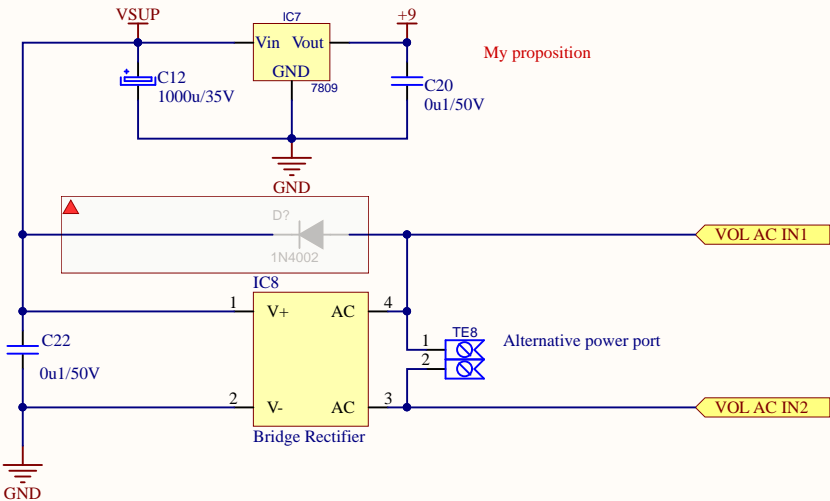 VSUP
IC7
+9
Vin Vout
GND
7809
My proposition
C12
1000u/35V
C20
0u1/50V
GND
D?
1N4002
VOL AC IN1
IC8
1 V+ AC 4
C22
0u1/50V
TE8
1
2
Alternative power port
2 V- AC 3
VOL AC IN2
Bridge Rectifier
GND